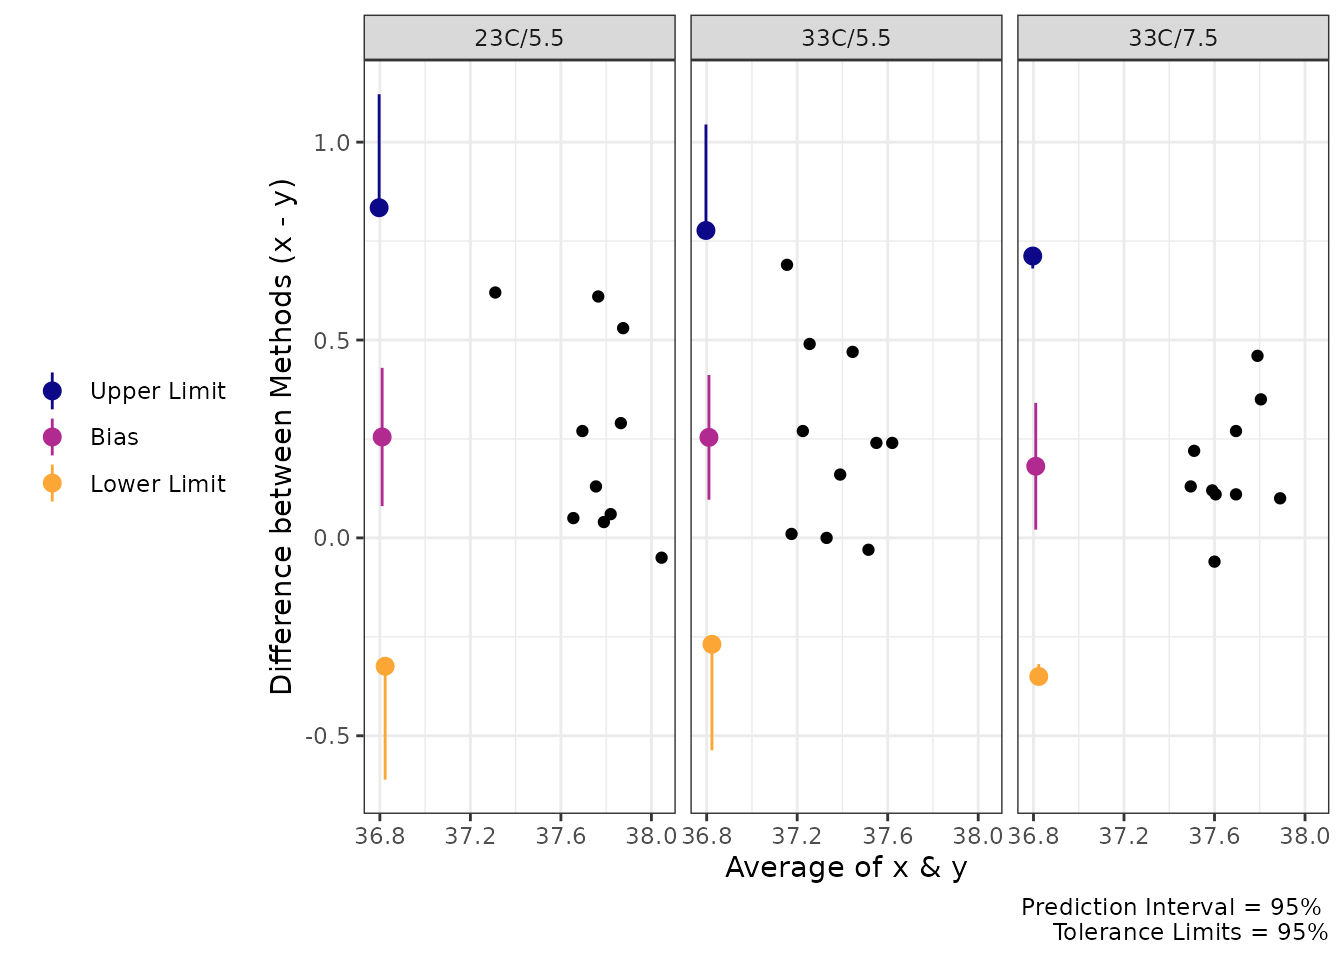 23C/5.5
33C/5.5
33C/7.5
Difference between Methods (x - y)
1.0
0.5
0.0
-0.5
Upper Limit
Bias
Lower Limit
36.8 37.2 37.6 38.0 36.8 37.2 37.6 38.0 36.8 37.2 37.6 38.0
Average of x & y
Prediction Interval = 95%
Tolerance Limits = 95%